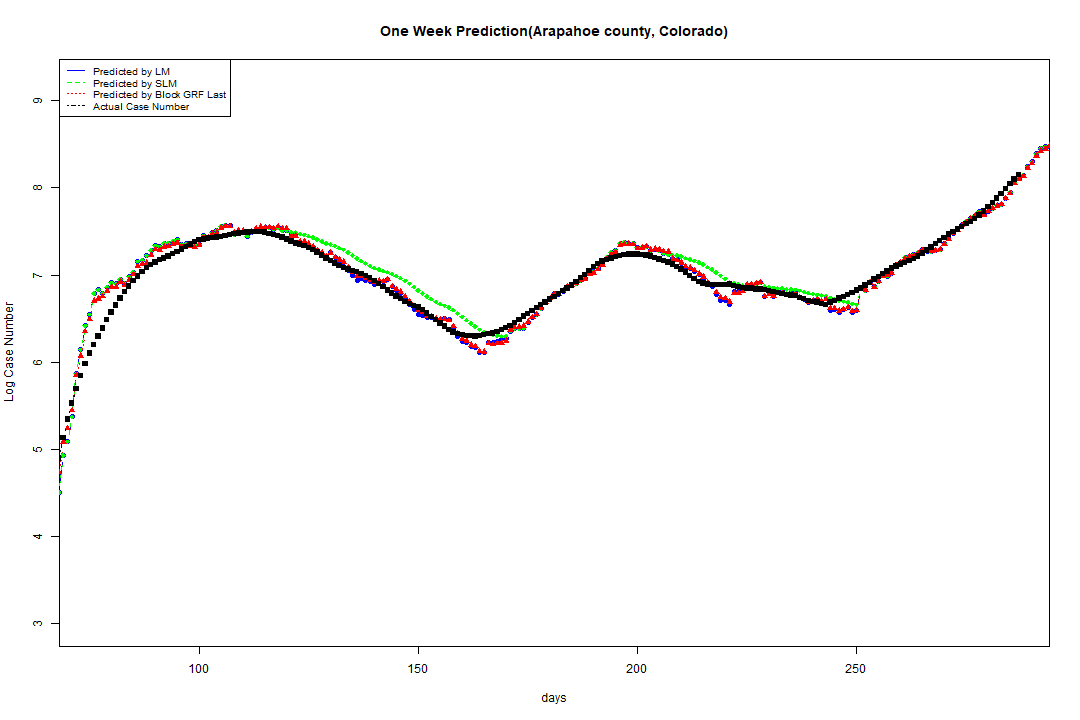 One Week Prediction(Arapahoe county, Colorado)
Predicted by LM
Predicted by SLM
Predicted by Block GRF Last
Actual Case Number
9
8
7
6
5
4
3
Log Case Number
100
150
200
250
days